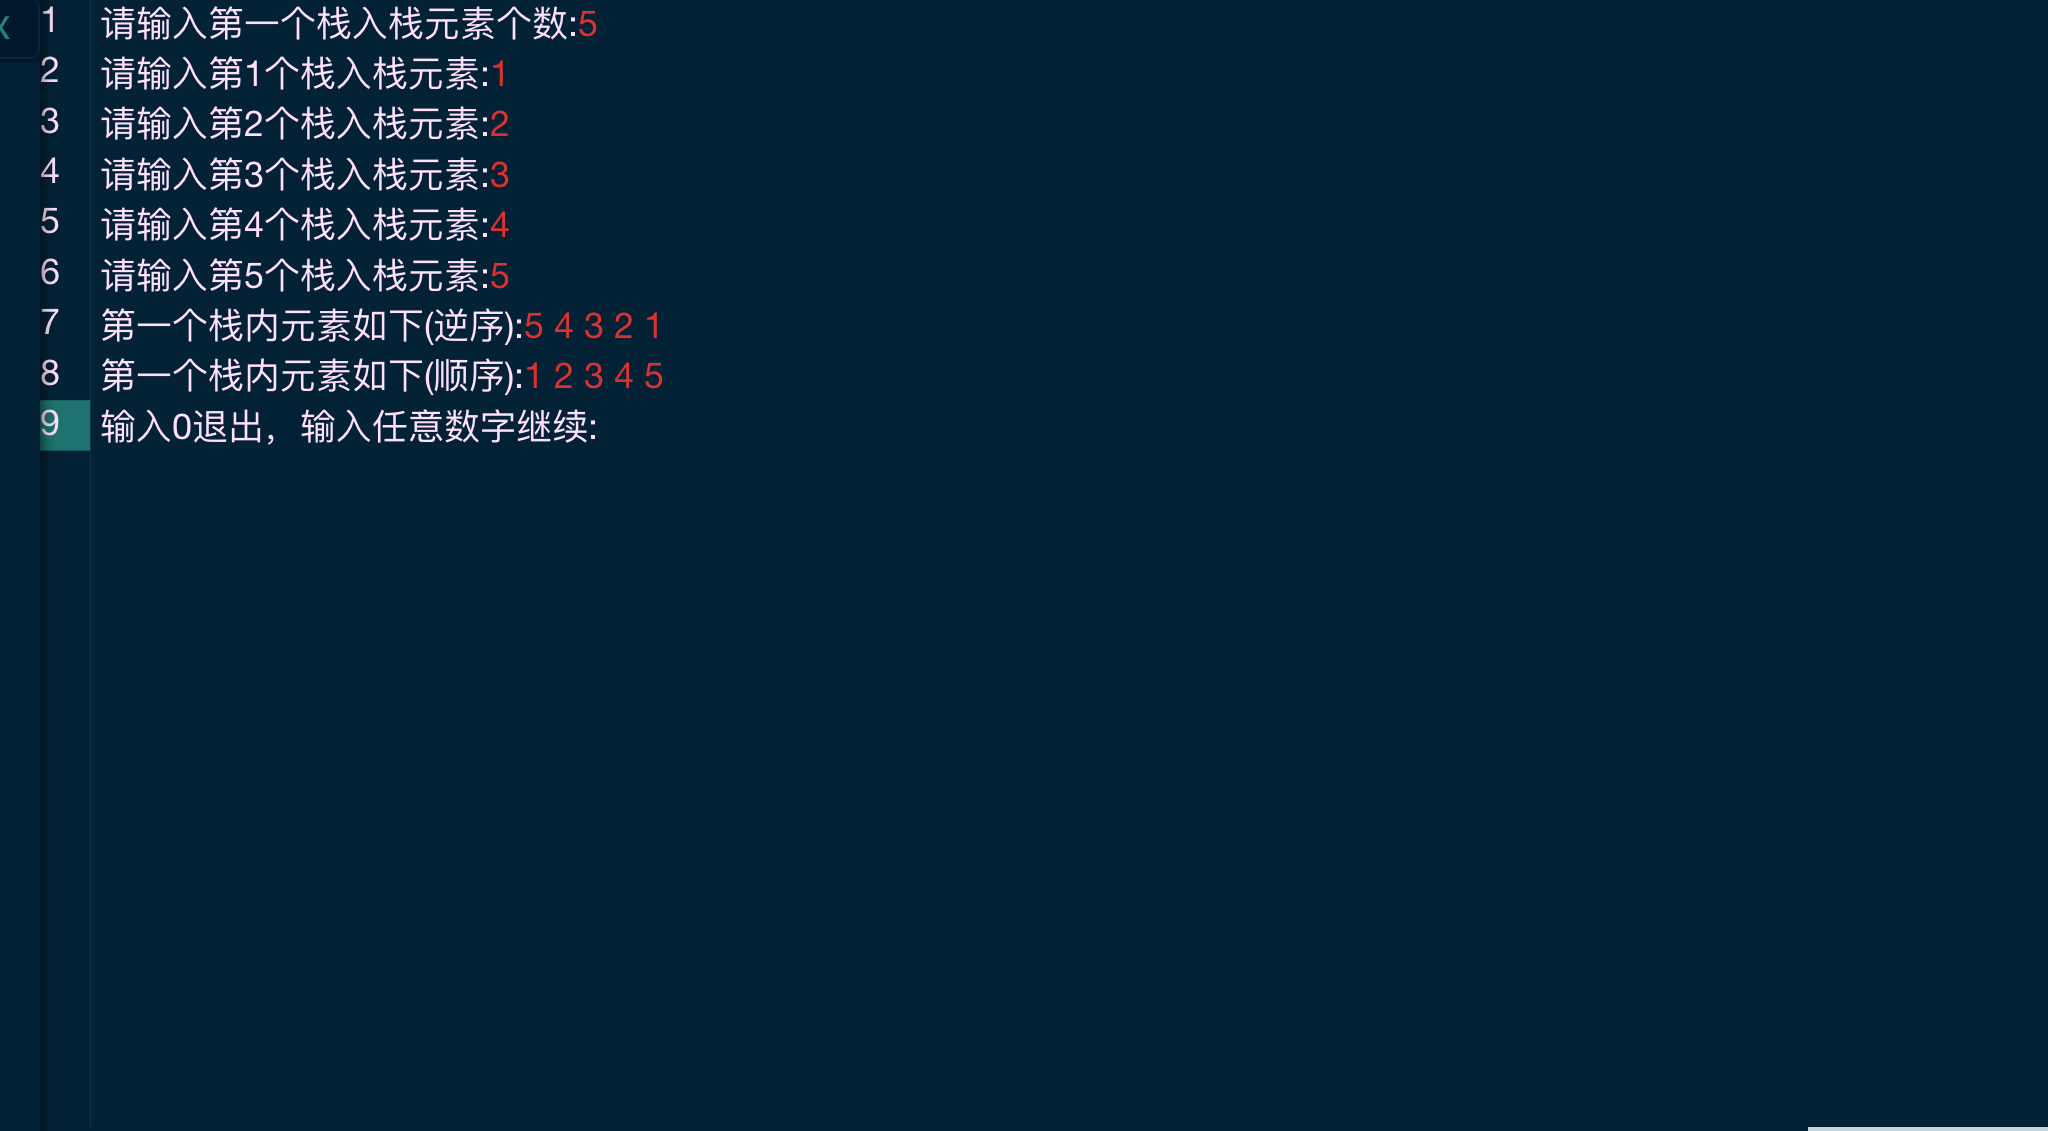 1 请输入第一个栈入栈元素个数:5
2 请输入第1个栈入栈元素:1
3 请输入第2个栈入栈元素:2
4 请输入第3个栈入栈元素:3
5 请输入第4个栈入栈元素:4
6 请输入第5个栈入栈元素:5
7 第一个栈内元素如下(逆序):5 4 3 2 1
8 第一个栈内元素如下(顺序):1 2 3 4 5
9 输入0退出，输入任意数字继续: